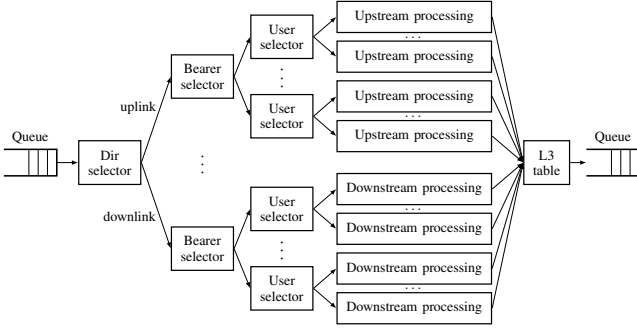 Queue
Dir
selector
uplink
downlink
Bearer
selector
...
Bearer
selector
User
selector
...
User
selector
User
selector
...
User
selector
Upstream processing
...
Upstream processing
Upstream processing
...
Upstream processing
Downstream processing
...
Downstream processing
Downstream processing
...
Downstream processing
L3
table
Queue